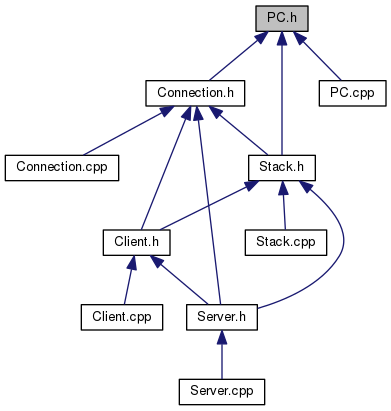 PC.h
Connection.h
PC.cpp
Connection.cpp
Stack.h
Client.h
Stack.cpp
Client.cpp
Server.h
Server.cpp